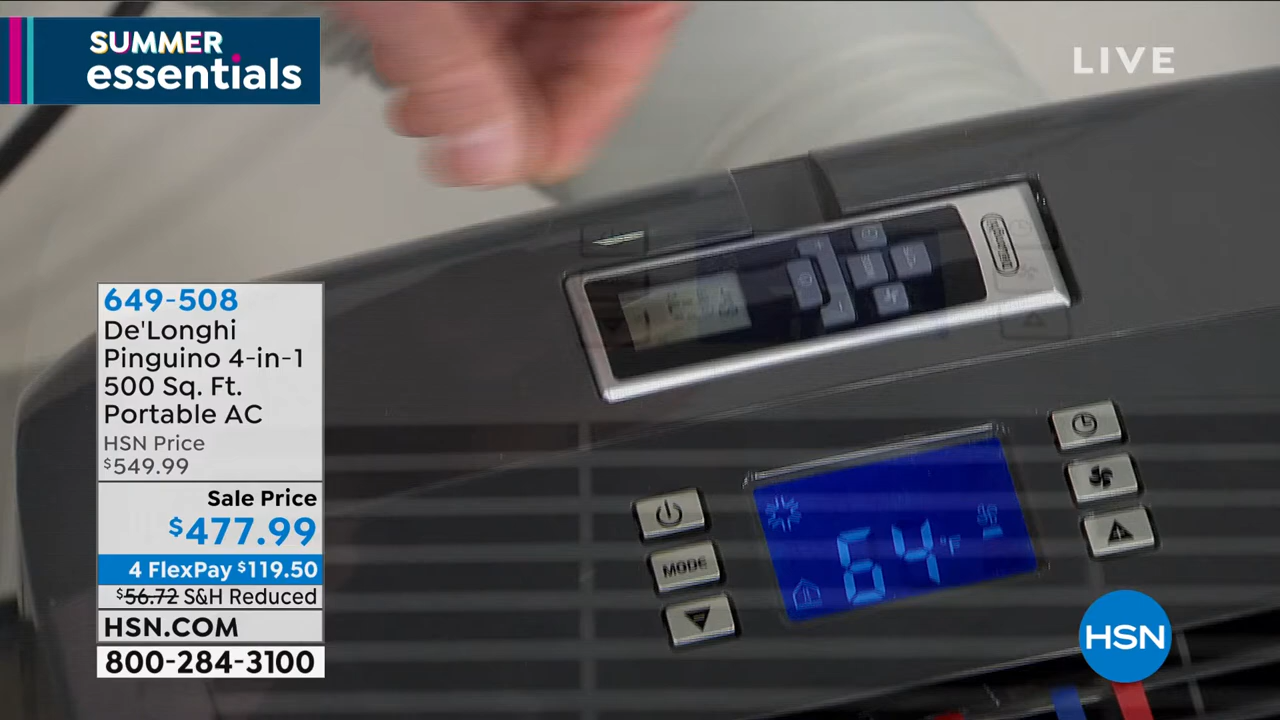 SUMMER
essentials
LIVE
649-508
De'Longhi
Pinguino 4-in-1
500 Sq. Ft.
Portable AC
HSN Price
$549.99
Sale Price
$477.99
4 FlexPay $119.50
$56.72 S&H Reduced
HSN.COM
800-284-3100
MODE
64°F
HSN